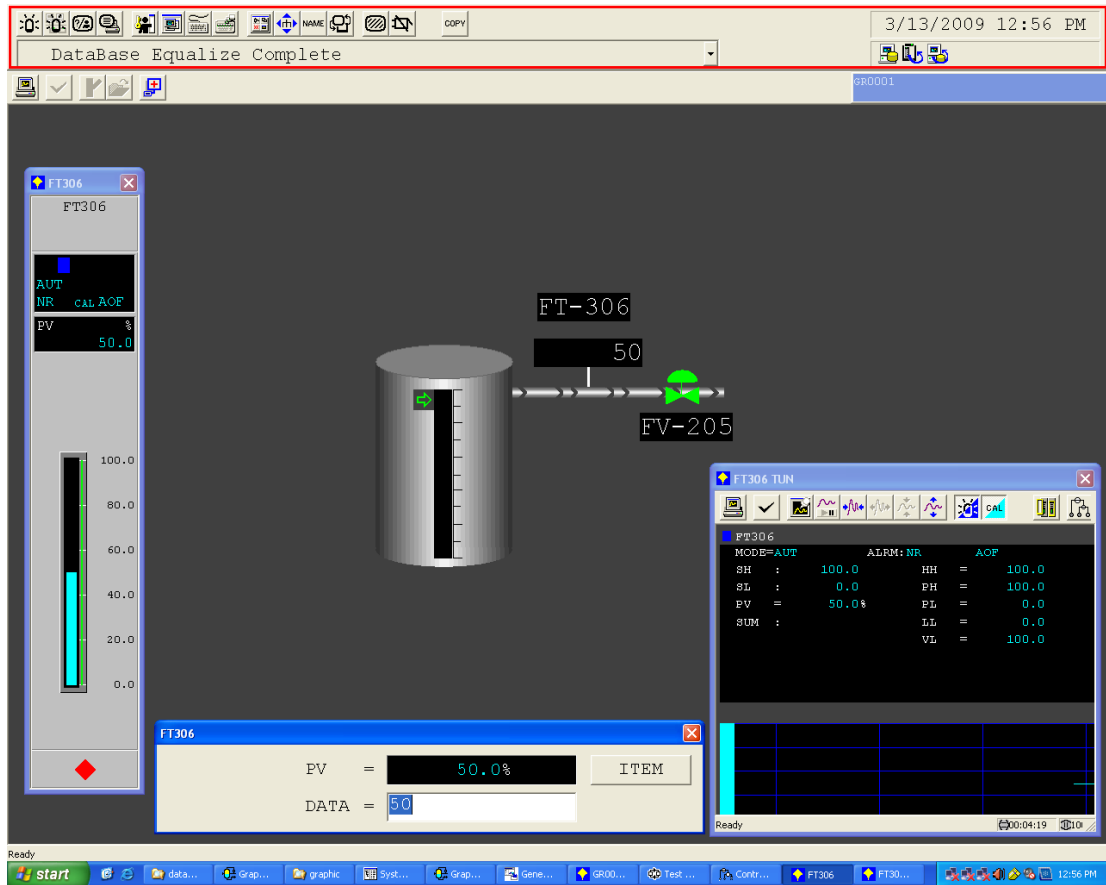 NAME
COPY
3/13/2009 12:56 PM
DataBase Equalize Complete
GR0001
FT306
FT306
AUT
NR CAL AOF
PV %
50.0
100.0
80.0
60.0
40.0
20.0
0.0
FT-306
50
FV-205
FT306 TUN
CAL
FT306
MODE=AUT ALRM:NR AOF
SH : 100.0 HH = 100.0
SL : 0.0 PH = 100.0
PV = 50.0% PL = 0.0
SUM : LL = 0.0
VL = 100.0
Ready 00:04:19 10
FT306
PV = 50.0% ITEM
DATA = 50
Ready
start data... Grap... graphic Syst... Grap... Gene... GR00... Test ... Contr... FT306 FT30... 12:56 PM